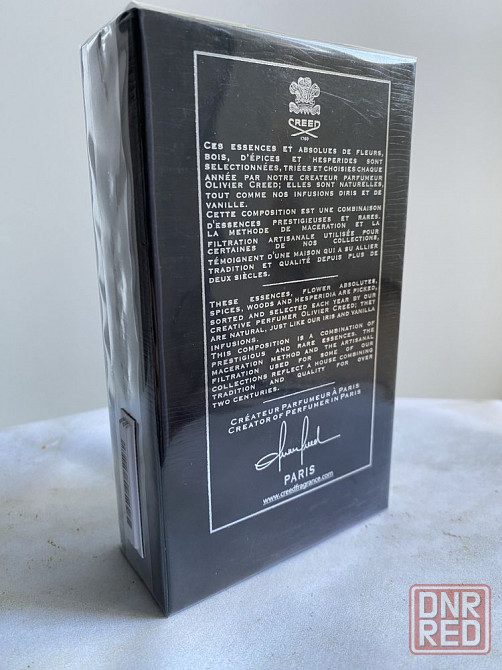 CREED
1760
CES ESSENCES ET ABSOLUES DE FLEURS,
BOIS, D'ÉPICES ET HESPERIDES SONT
SELECTIONNÉES, TRIÉES ET CHOISIES CHAQUE
ANNÉE PAR NOTRE CREATEUR PARFUMEUR
OLIVIER CREED; ELLES SONT NATURELLES,
TOUT COMME NOS INFUSIONS DIRIS ET DE
VANILLE.
CETTE COMPOSITION EST UNE COMBINAISON
D'ESSENCES PRESTIGIEUSES ET RARES.
LA METHODE DE MACERATION ET LA
FILTRATION ARTISANALE UTILISÉE POUR
CERTAINES DE NOS COLLECTIONS,
TÉMOIGNENT D'UNE MAISON QUI A SU ALLIER
TRADITION ET QUALITÉ DEPUIS PLUS DE
DEUX SIÈCLES.
THESE ESSENCES, FLOWER ABSOLUTES,
SPICES, WOODS AND HESPERIDIA ARE PICKED,
SORTED AND SELECTED EACH YEAR BY OUR
CREATIVE PERFUMER OLIVIER CREED; THEY
ARE NATURAL, JUST LIKE OUR IRIS AND VANILLA
INFUSIONS.
THIS COMPOSITION IS A COMBINATION OF
PRESTIGIOUS AND RARE ESSENCES. THE
MACERATION METHOD AND THE ARTISANAL
FILTRATION USED FOR SOME OF OUR
COLLECTIONS REFLECT A HOUSE COMBINING
TRADITION AND QUALITY FOR OVER
TWO CENTURIES.
CRÉATEUR PARFUMEUR À PARIS
CREATOR OF PERFUMER IN PARIS
PARIS
www.creedfragrance.com
DNR
RED